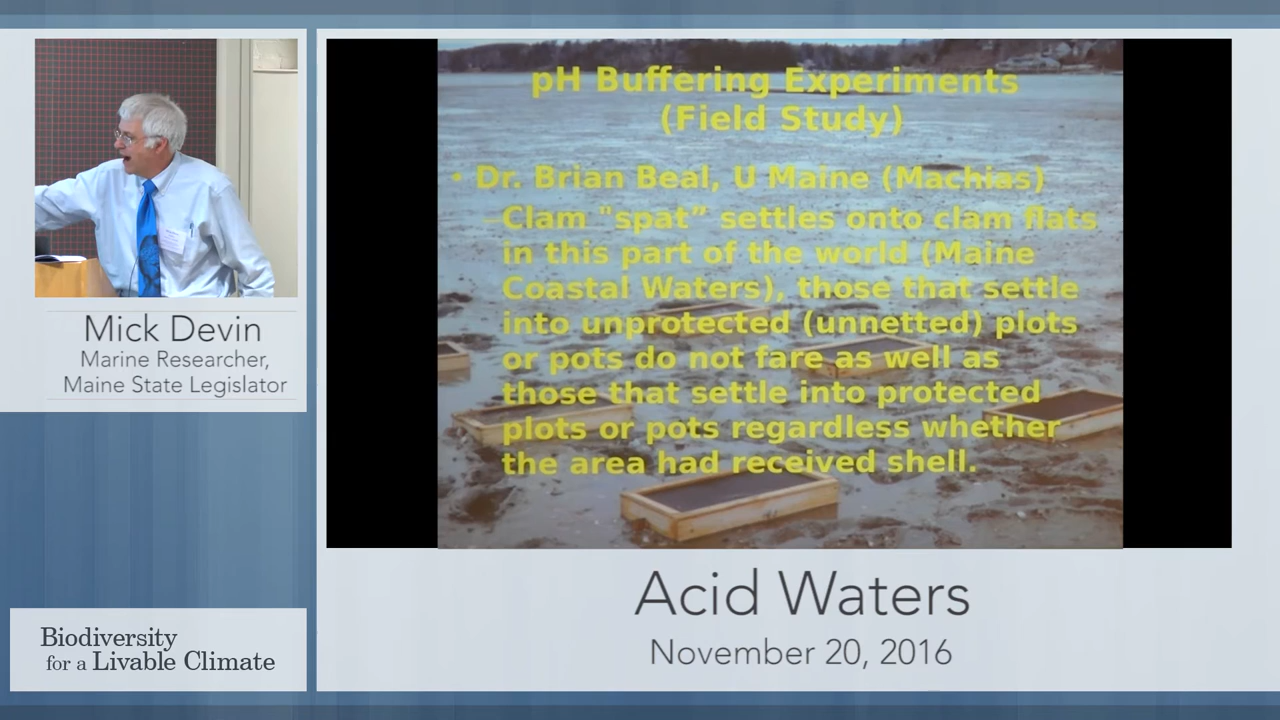 pH Buffering Experiments
(Field Study)
• Dr. Brian Beal, U Maine (Machias)
–Clam "spat” settles onto clam flats
in this part of the world (Maine
Coastal Waters), those that settle
into unprotected (unnetted) plots
or pots do not fare as well as
those that settle into protected
plots or pots regardless whether
the area had received shell.
Mick Devin
Marine Researcher,
Maine State Legislator
Acid Waters
November 20, 2016
Biodiversity
for a Livable Climate